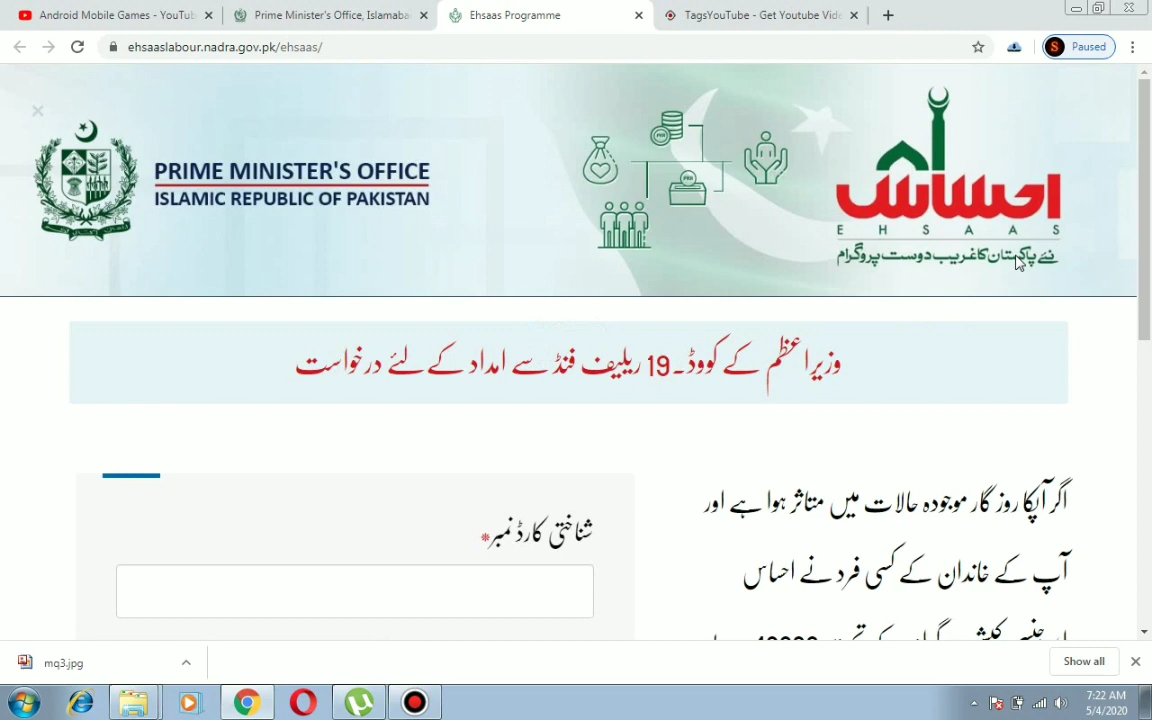 Android Mobile Games - YouTub
Prime Minister's Office, Islamaba
Ehsaas Programme
TagsYouTube - Get Youtube Vide
ehsaaslabour.nadra.gov.pk/ehsaas/
S
Paused
PRIME MINISTER'S OFFICE
ISLAMIC REPUBLIC OF PAKISTAN
احساس
EHSAAS
نئے پاکستان کا غریب دوست پروگرام
وزیراعظم کے کووڈ۔19 ریلیف فنڈ سے امداد کے لئے درخواست
شناختی کارڈ نمبر*
اگر آپکا روزگار موجودہ حالات میں متاثر ہوا ہے اور
آپ کے خاندان کے کسی فرد نے احساس
mq3.jpg
Show all
7:22 AM
5/4/2020